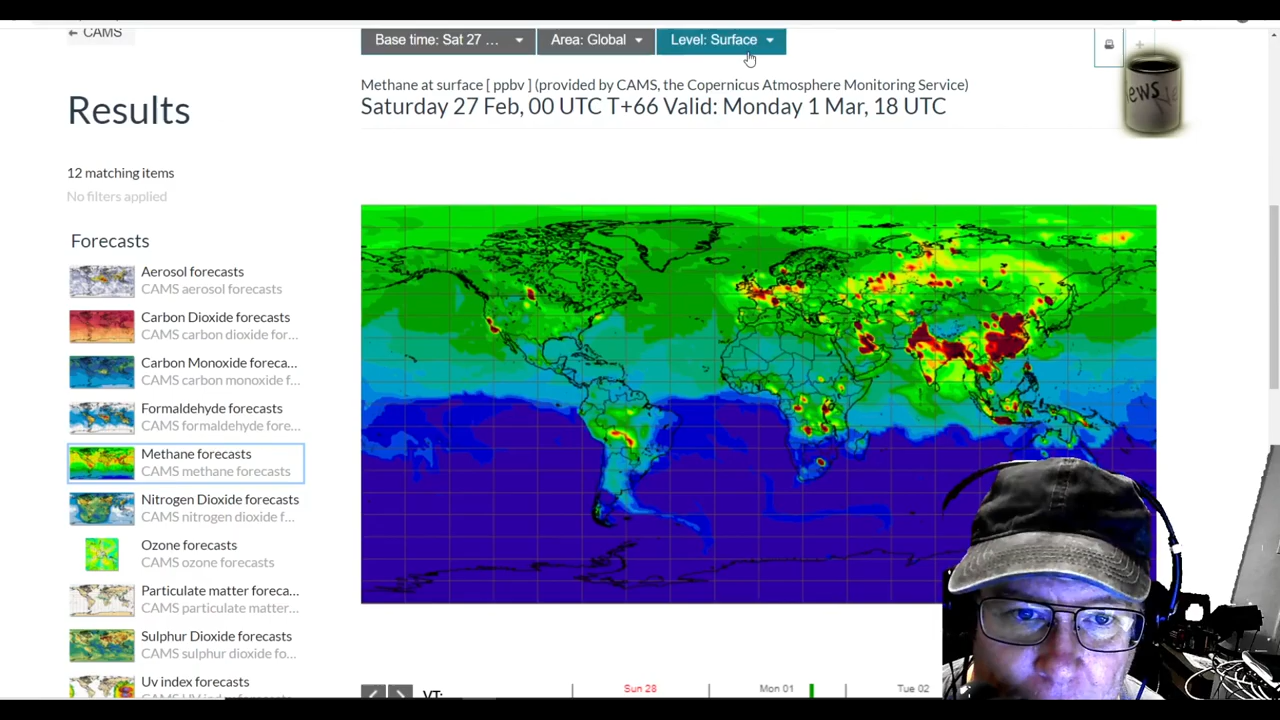 ← CAMS
Base time: Sat 27 ...
Area: Global
Level: Surface
Methane at surface [ ppbv ] (provided by CAMS, the Copernicus Atmosphere Monitoring Service)
Saturday 27 Feb, 00 UTC T+66 Valid: Monday 1 Mar, 18 UTC
ews
Results
12 matching items
No filters applied
Forecasts
Aerosol forecasts
CAMS aerosol forecasts
Carbon Dioxide forecasts
CAMS carbon dioxide for...
Carbon Monoxide foreca...
CAMS carbon monoxide f...
Formaldehyde forecasts
CAMS formaldehyde fore...
Methane forecasts
CAMS methane forecasts
Nitrogen Dioxide forecasts
CAMS nitrogen dioxide f...
Ozone forecasts
CAMS ozone forecasts
Particulate matter foreca...
CAMS particulate matter...
Sulphur Dioxide forecasts
CAMS sulphur dioxide fo...
Uv index forecasts
VT:
Sun 28
Mon 01
Tue 02